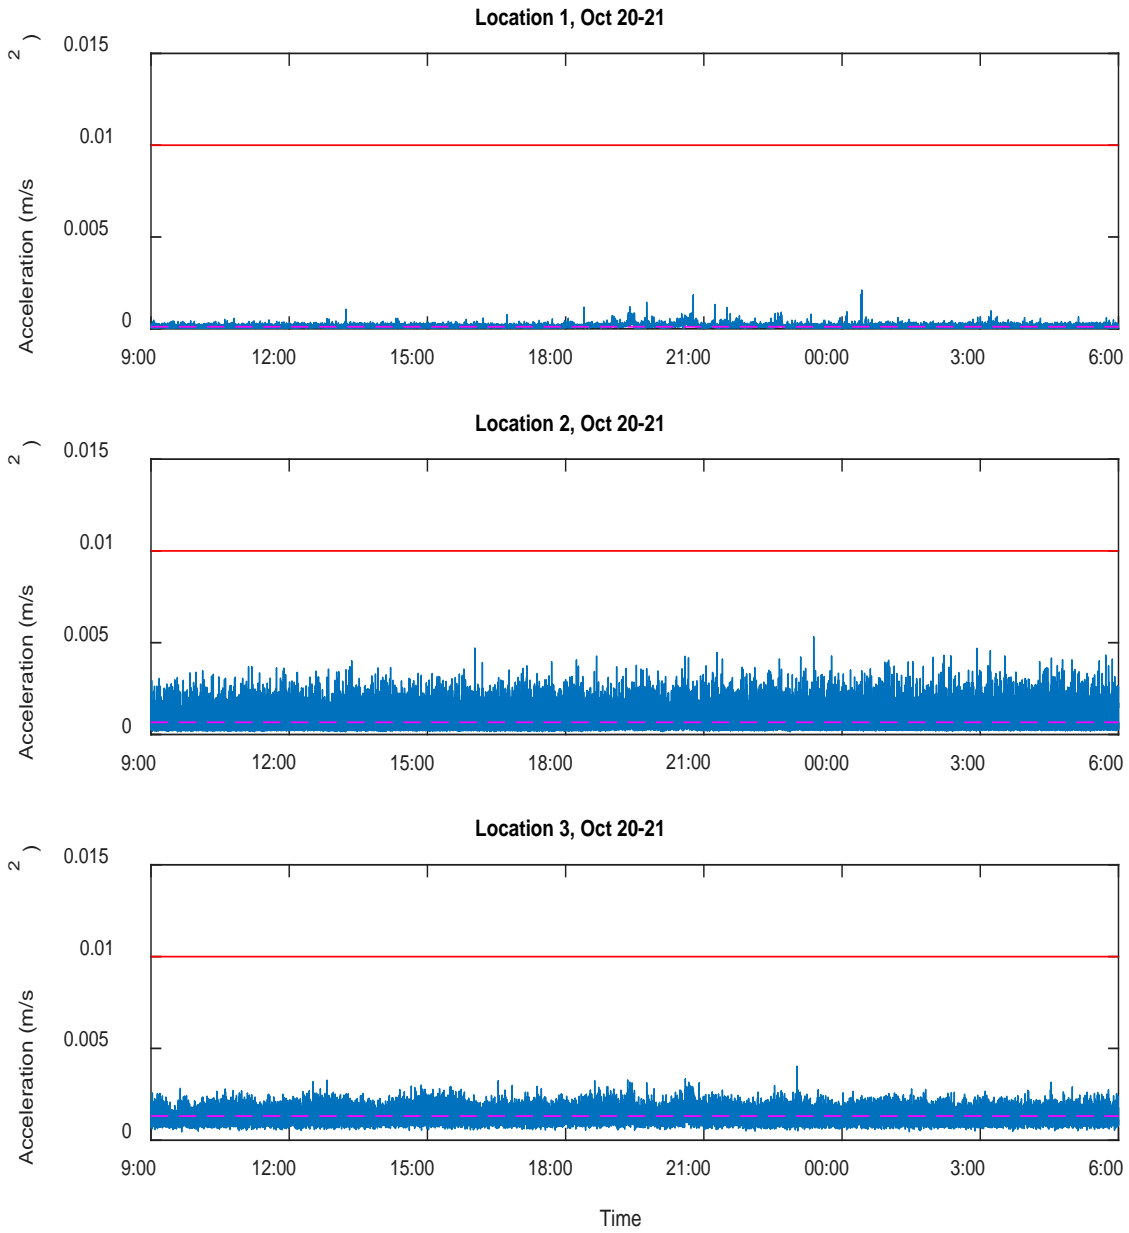 Location 1, Oct 20-21
Acceleration (m/s 2 )
0.015
0.01
0.005
0
9:00 12:00 15:00 18:00 21:00 00:00 3:00 6:00
Location 2, Oct 20-21
Acceleration (m/s 2 )
0.015
0.01
0.005
0
9:00 12:00 15:00 18:00 21:00 00:00 3:00 6:00
Location 3, Oct 20-21
Acceleration (m/s 2 )
0.015
0.01
0.005
0
9:00 12:00 15:00 18:00 21:00 00:00 3:00 6:00
Time